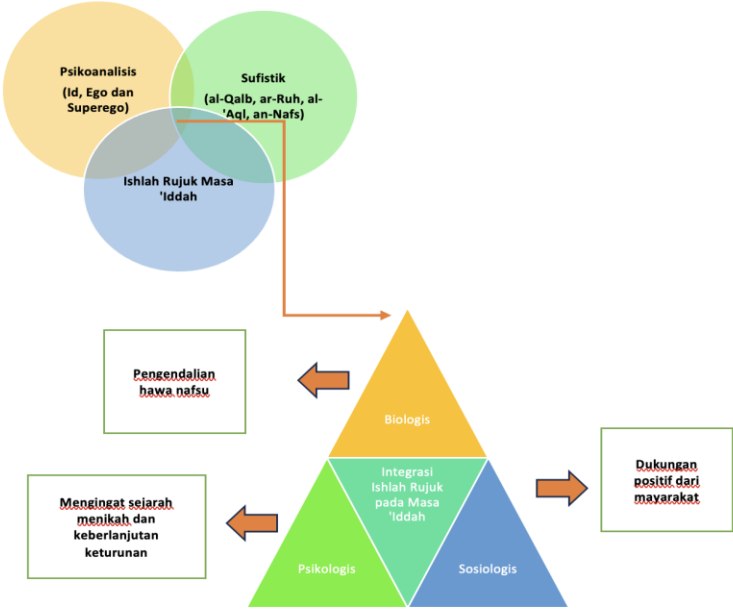 Psikoanalisis
(Id, Ego dan
Superego)
Sufistik
(al-Qalb, ar-Ruh, al-
'Aql, an-Nafs)
Ishlah Rujuk Masa
'Iddah
Pengendalian
hawa nafsu
Biologis
Mengingat sejarah
menikah dan
keberlanjutan
keturunan
Integrasi
Ishlah Rujuk
pada Masa
'Iddah
Dukungan
positif dari
mayarakat
Psikologis
Sosiologis